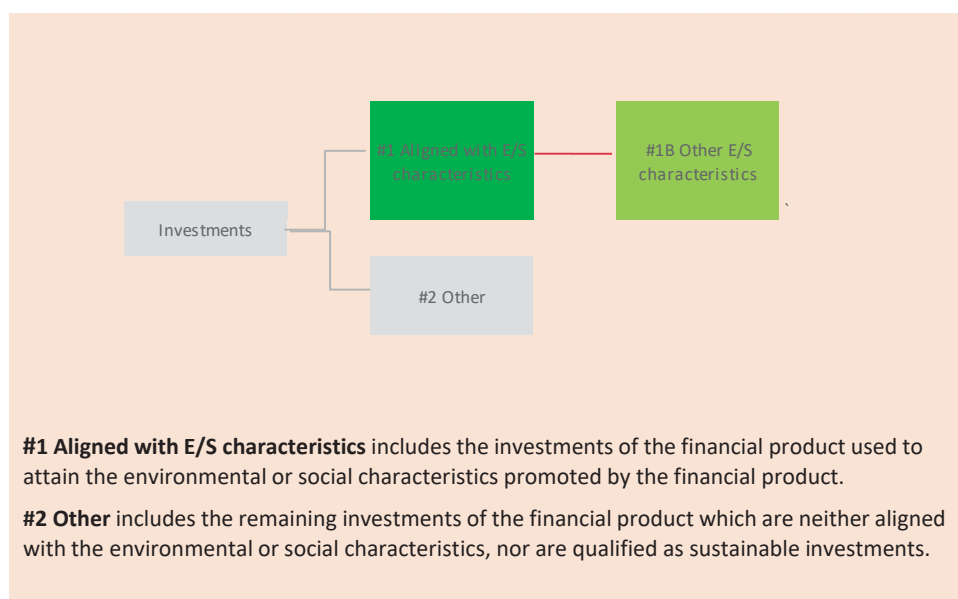 #1 Aligned with E/S
characteristics
#1B Other E/S
characteristics
`
Investments
#2 Other
#1 Aligned with E/S characteristics includes the investments of the financial product used to
attain the environmental or social characteristics promoted by the financial product.
#2 Other includes the remaining investments of the financial product which are neither aligned
with the environmental or social characteristics, nor are qualified as sustainable investments.